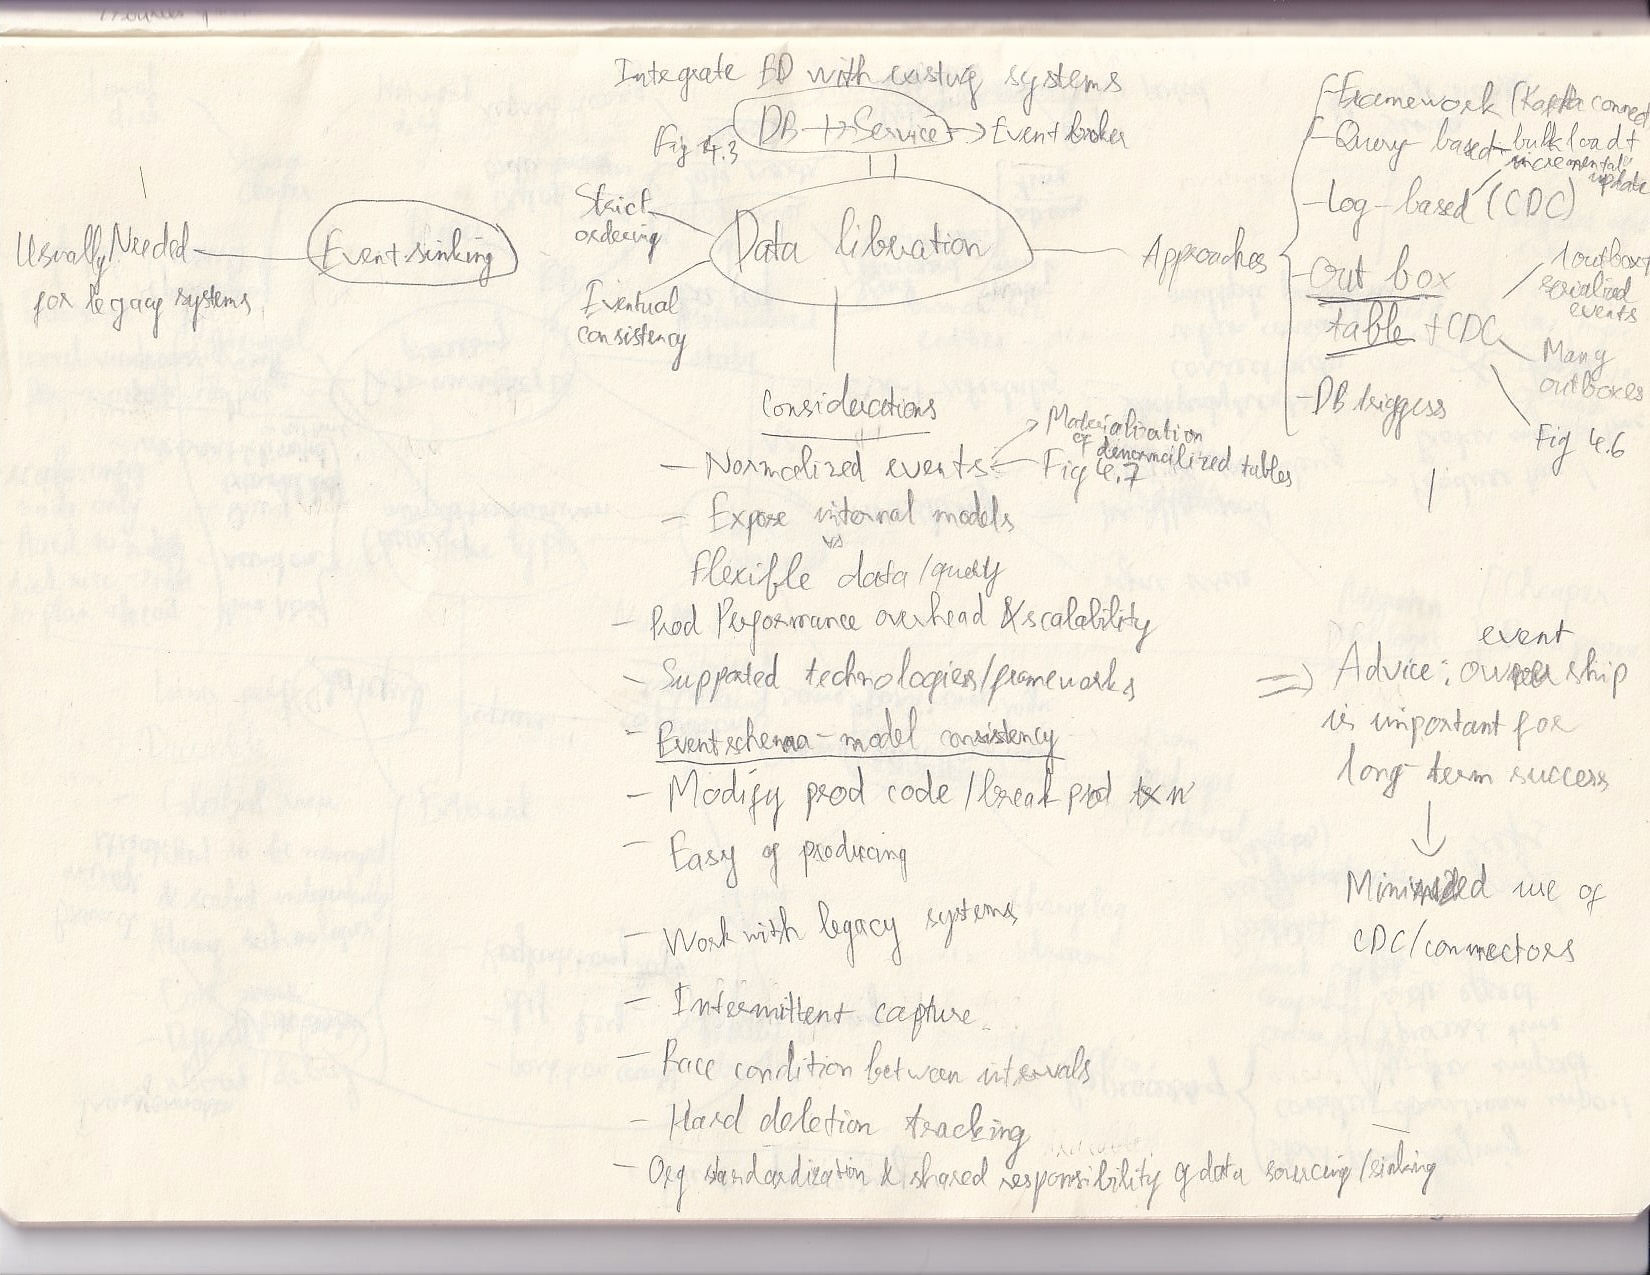 Integrate ED with existing systems
DB → Service → Event broker
Fig 4.3
Data liberation
Strict
ordering
Eventual
consistency
Event sinking
Usually Needed
for legacy systems
Approaches
- Framework (Kafka connect
- Query based - bulk load +
incremental
update
- Log-based (CDC)
- Out box
table + CDC
1 outbox +
serialized
events
Many
outboxes
Fig 4.6
- DB triggers
Considerations
- Normalized events
Materialization
of denormalized tables
Fig 4.7
- Expose internal models
vs
flexible data/query
- Prod Performance overhead & scalability
- Supported technologies/frameworks
- Event schema - model consistency
- Modify prod code / break prod txn
- Easy of producing
- Work with legacy systems
- Intermittent capture
- Race condition between intervals
- Hard deletion tracking
- Org standardization & shared responsibility of data sourcing/sinking
event
⇒ Advice: ownership
is important for
long-term success
↓
Minimized use of
CDC/connectors